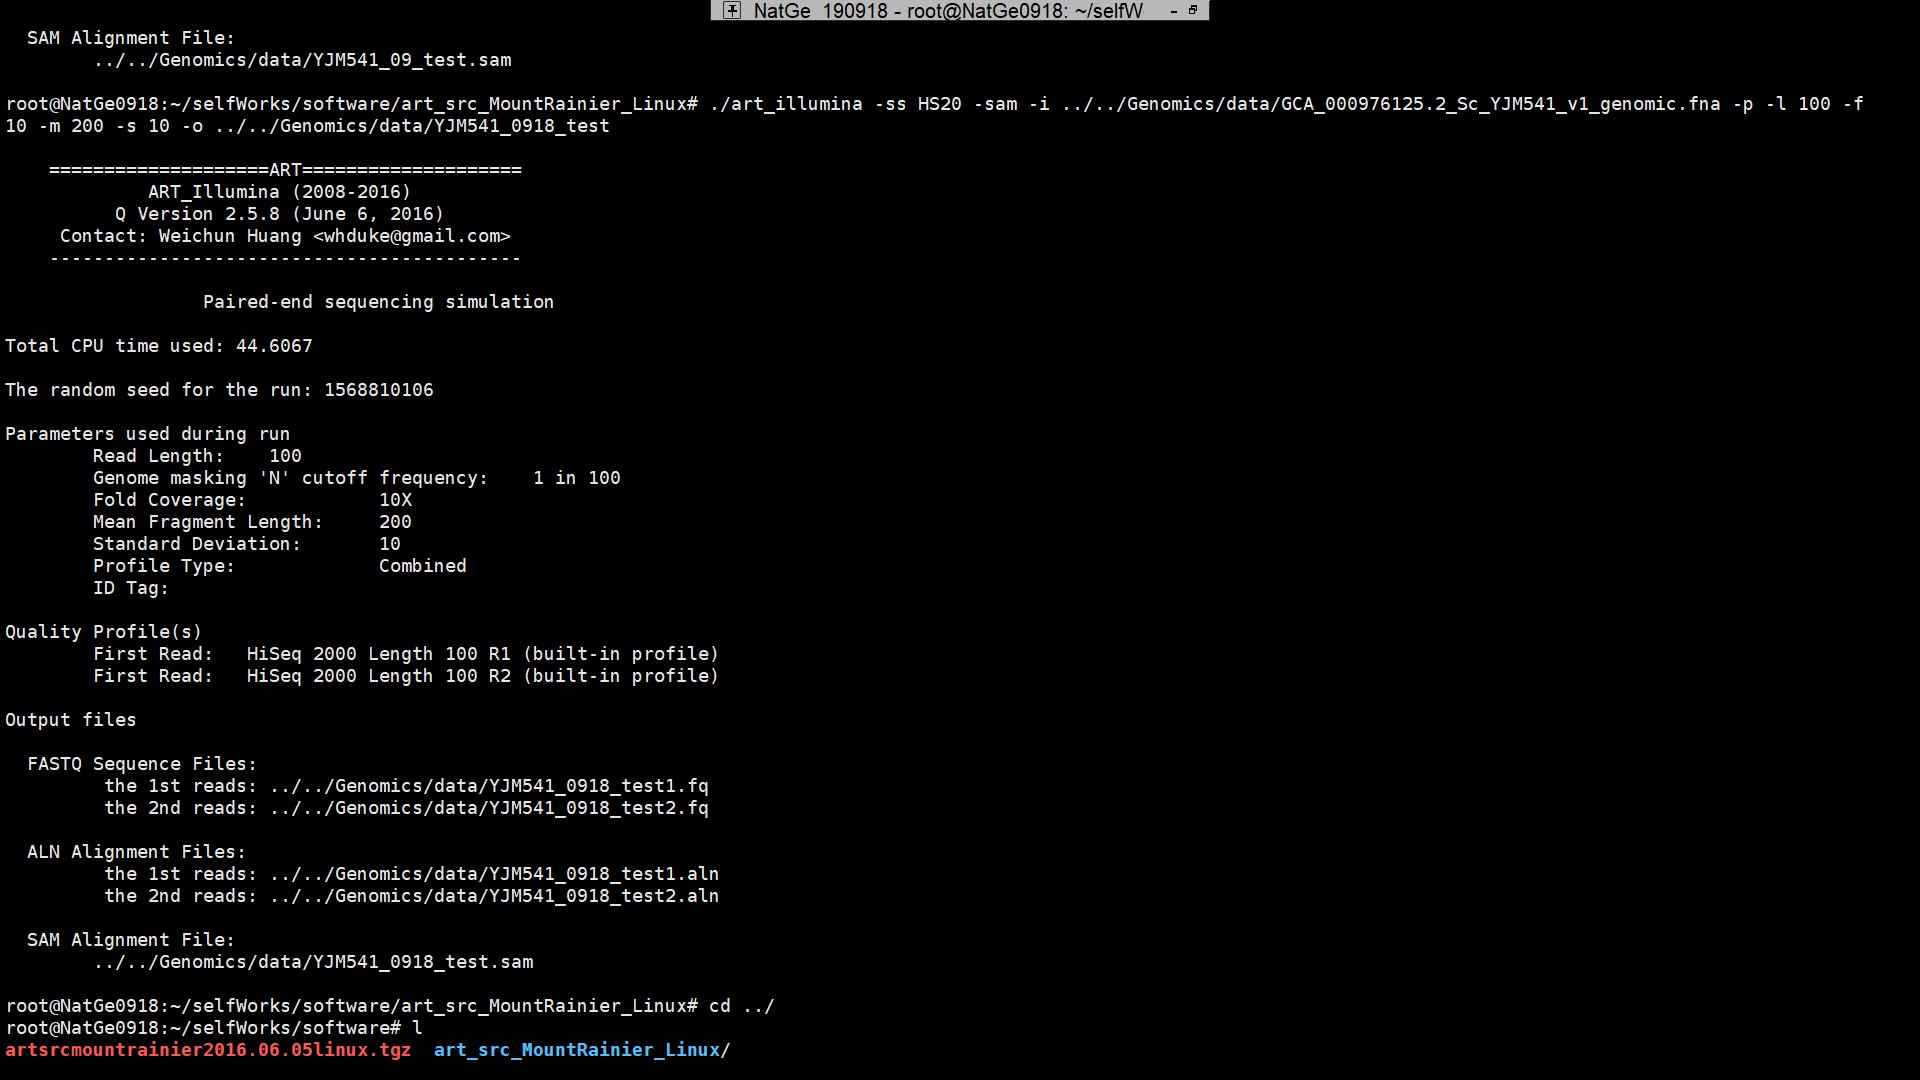 NatGe_190918 - root@NatGe0918: ~/selfW
SAM Alignment File:
../../Genomics/data/YJM541_09_test.sam
root@NatGe0918:~/selfWorks/software/art_src_MountRainier_Linux# ./art_illumina -ss HS20 -sam -i ../../Genomics/data/GCA_000976125.2_Sc_YJM541_v1_genomic.fna -p -l 100 -f
10 -m 200 -s 10 -o ../../Genomics/data/YJM541_0918_test
====================ART====================
ART_Illumina (2008-2016)
Q Version 2.5.8 (June 6, 2016)
Contact: Weichun Huang <whduke@gmail.com>
-------------------------------------------
Paired-end sequencing simulation
Total CPU time used: 44.6067
The random seed for the run: 1568810106
Parameters used during run
Read Length:    100
Genome masking 'N' cutoff frequency:    1 in 100
Fold Coverage:            10X
Mean Fragment Length:     200
Standard Deviation:       10
Profile Type:             Combined
ID Tag:
Quality Profile(s)
First Read:   HiSeq 2000 Length 100 R1 (built-in profile)
First Read:   HiSeq 2000 Length 100 R2 (built-in profile)
Output files
FASTQ Sequence Files:
the 1st reads: ../../Genomics/data/YJM541_0918_test1.fq
the 2nd reads: ../../Genomics/data/YJM541_0918_test2.fq
ALN Alignment Files:
the 1st reads: ../../Genomics/data/YJM541_0918_test1.aln
the 2nd reads: ../../Genomics/data/YJM541_0918_test2.aln
SAM Alignment File:
../../Genomics/data/YJM541_0918_test.sam
root@NatGe0918:~/selfWorks/software/art_src_MountRainier_Linux# cd ../
root@NatGe0918:~/selfWorks/software# l
artsrcmountrainier2016.06.05linux.tgz  art_src_MountRainier_Linux/